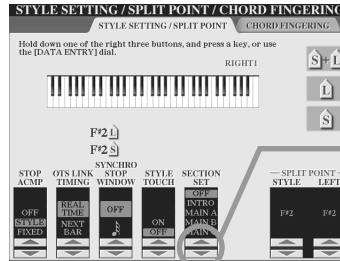 STYLE SETTING / SPLIT POINT / CHORD FINGERING
STYLE SETTING / SPLIT POINT
CHORD FINGERING
Hold down one of the right three buttons, and press a key, or use
the [DATA ENTRY] dial.
RIGHT1
S + L
L
S
F#2 L
F#2 S
STOP ACMP
OTS LINK TIMING
SYNCHRO STOP WINDOW
STYLE TOUCH
SECTION SET
SPLIT POINT
STYLE
LEFT
OFF
STYLE
FIXED
REAL TIME
NEXT BAR
OFF
ON
OFF
OFF
INTRO
MAIN A
MAIN B
MAIN
F#2
F#2